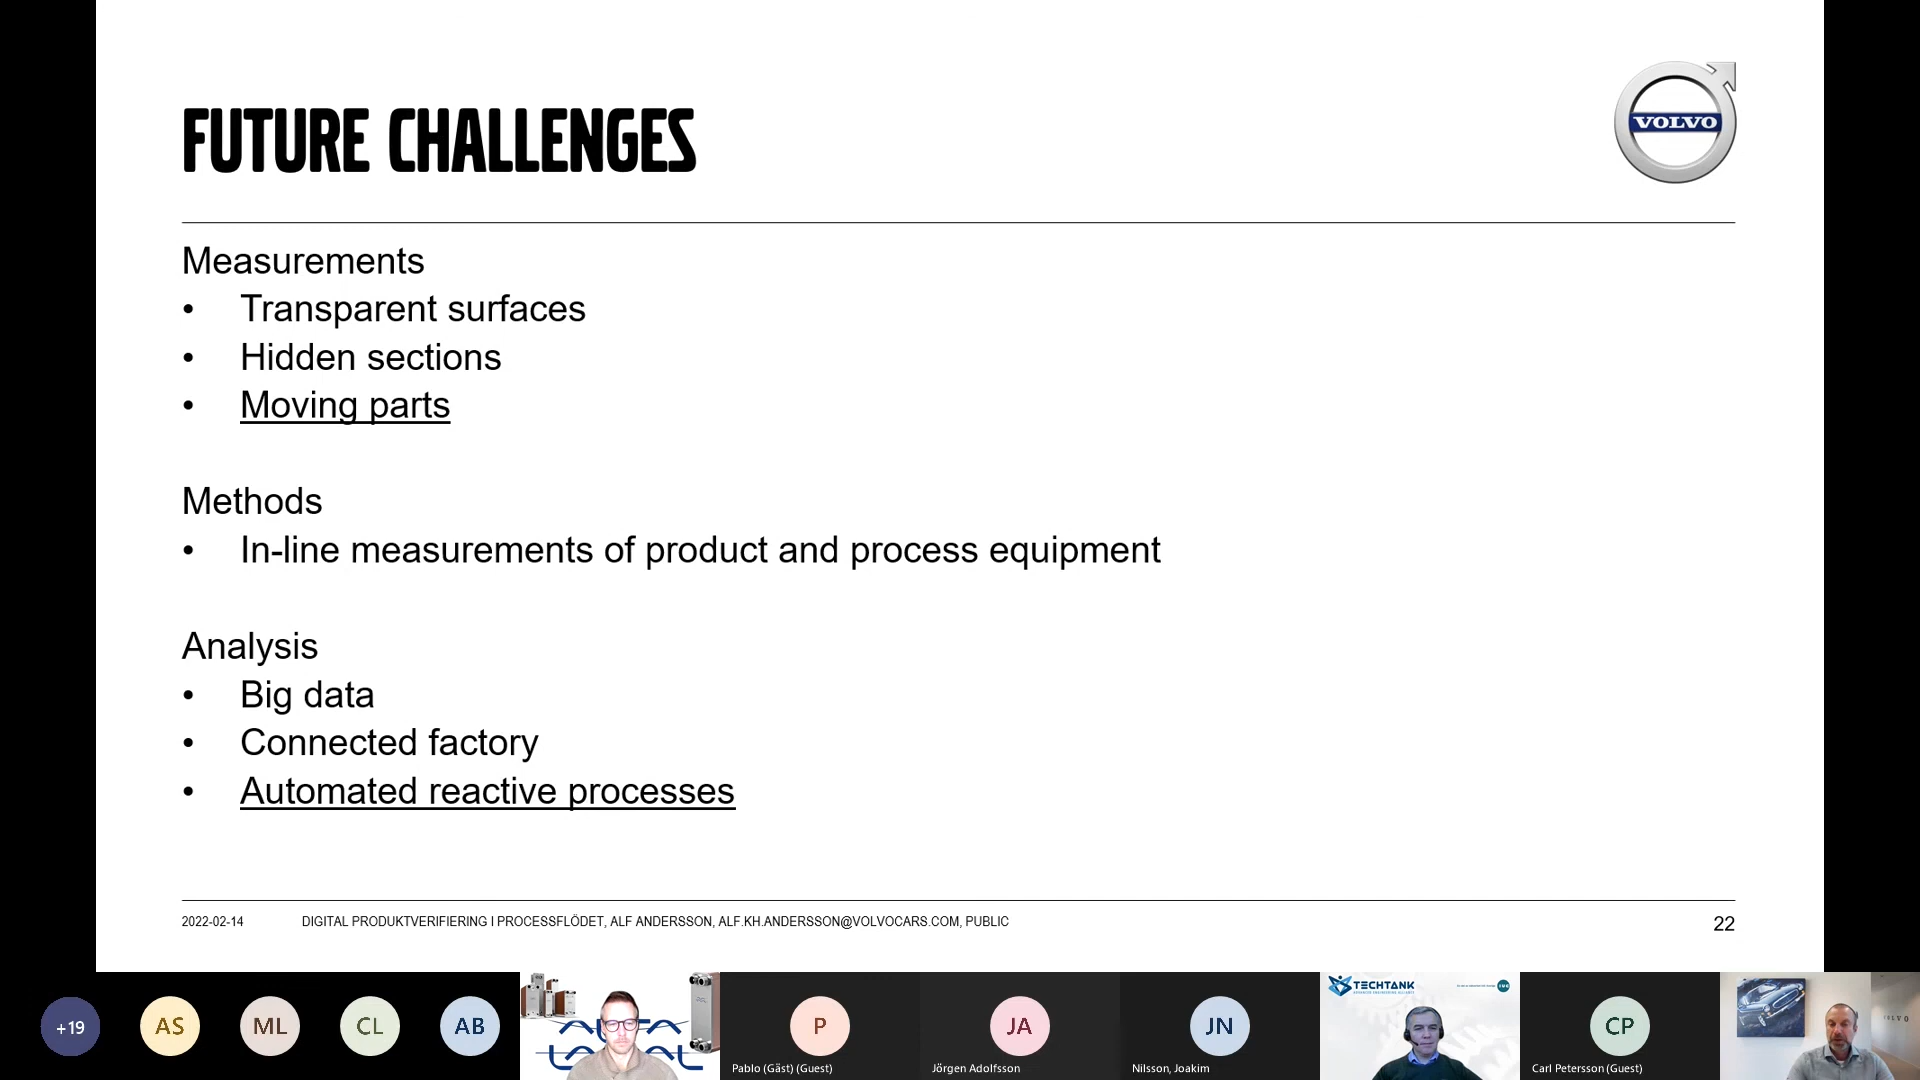 FUTURE CHALLENGES
VOLVO
Measurements
• Transparent surfaces
• Hidden sections
• Moving parts
Methods
• In-line measurements of product and process equipment
Analysis
• Big data
• Connected factory
• Automated reactive processes
2022-02-14 DIGITAL PRODUKTVERIFIERING I PROCESSFLÖDET, ALF ANDERSSON, ALF.KH.ANDERSSON@VOLVOCARS.COM, PUBLIC 22
+19 AS ML CL AB P JA JN CP
ALFA
LAVAL
TECHTANK
VOLVO
Pablo (Gäst) (Guest) Jörgen Adolfsson Nilsson, Joakim Carl Petersson (Guest)